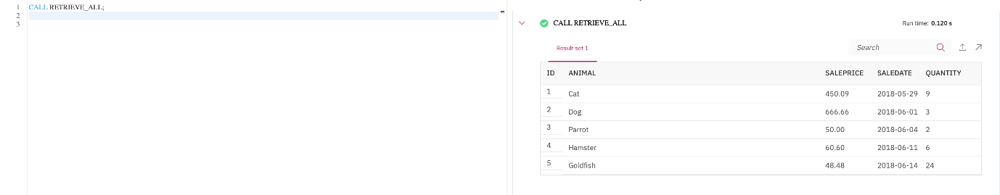 1 CALL RETRIEVE_ALL;
2
3
CALL RETRIEVE_ALL
Run time: 0.120 s
Result set 1
Search
ID ANIMAL SALEPRICE SALEDATE QUANTITY
1 Cat 450.09 2018-05-29 9
2 Dog 666.66 2018-06-01 3
3 Parrot 50.00 2018-06-04 2
4 Hamster 60.60 2018-06-11 6
5 Goldfish 48.48 2018-06-14 24